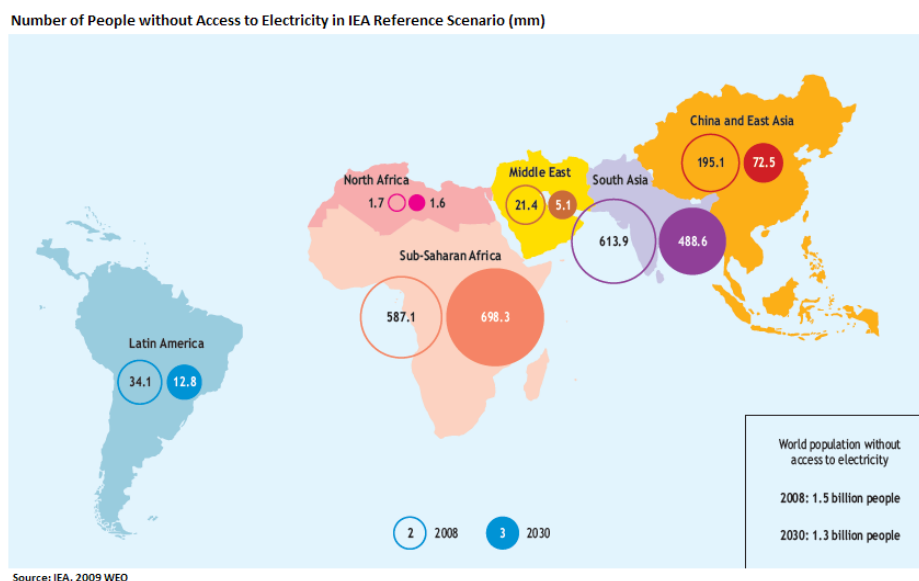 Number of People without Access to Electricity in IEA Reference Scenario (mm)
China and East Asia
195.1
72.5
North Africa
1.7
1.6
Middle East
21.4
5.1
South Asia
613.9
488.6
Sub-Saharan Africa
587.1
698.3
Latin America
34.1
12.8
World population without
access to electricity
2008: 1.5 billion people
2030: 1.3 billion people
2 2008
3 2030
Source: IEA, 2009 WEO